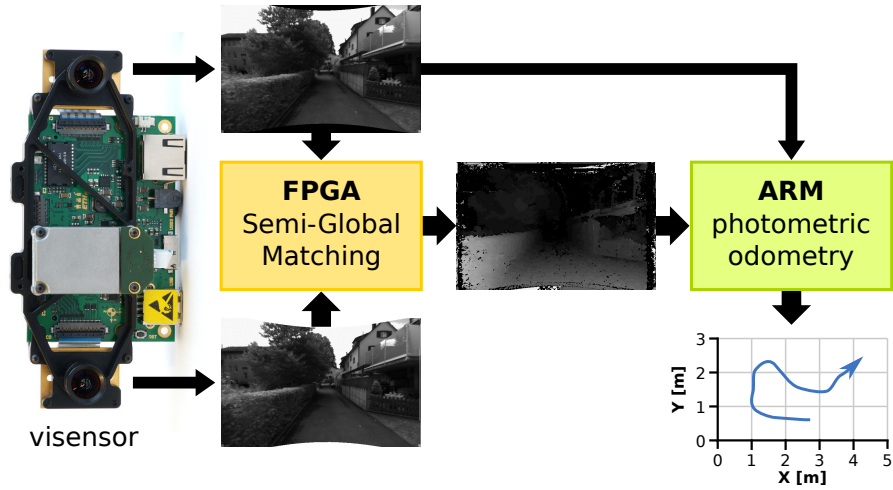 FPGA
Semi-Global
Matching
ARM
photometric
odometry
visensor
Y [m]
3
2
1
0
0 1 2 3 4 5
X [m]